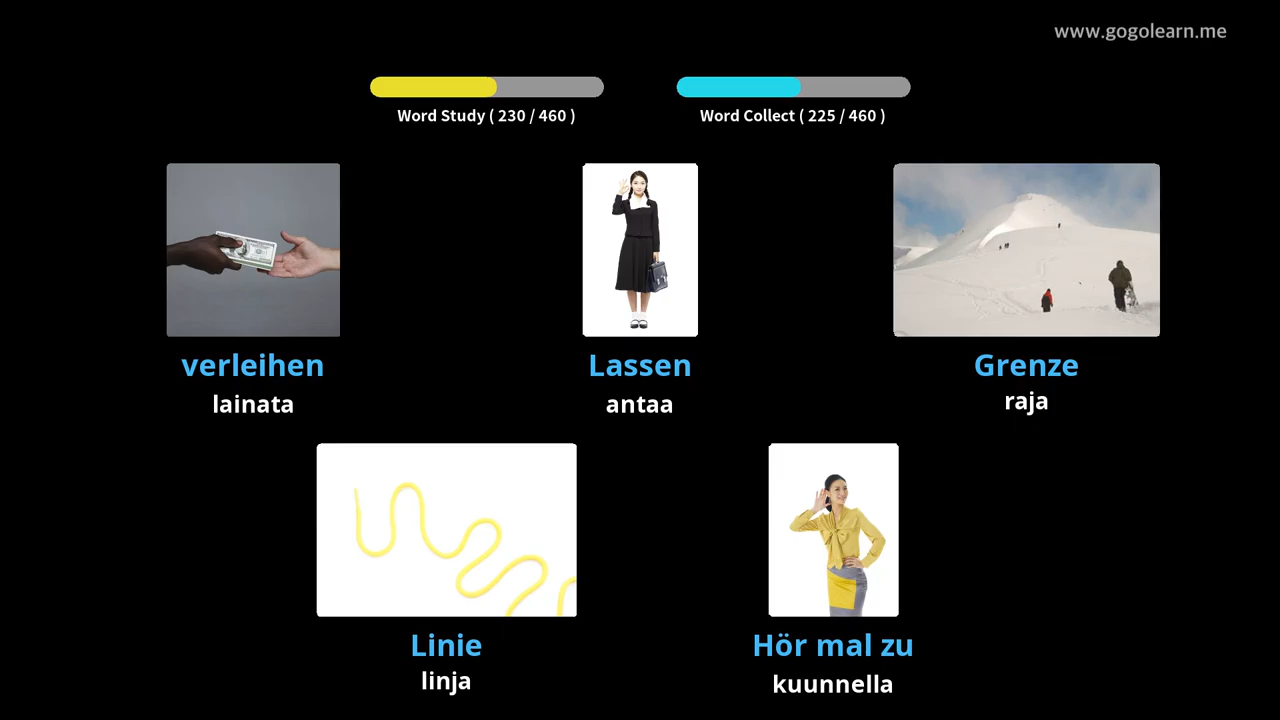 www.gogolearn.me
Word Study ( 230 / 460 )
Word Collect ( 225 / 460 )
verleihen
lainata
Lassen
antaa
Grenze
raja
Linie
linja
Hör mal zu
kuunnella